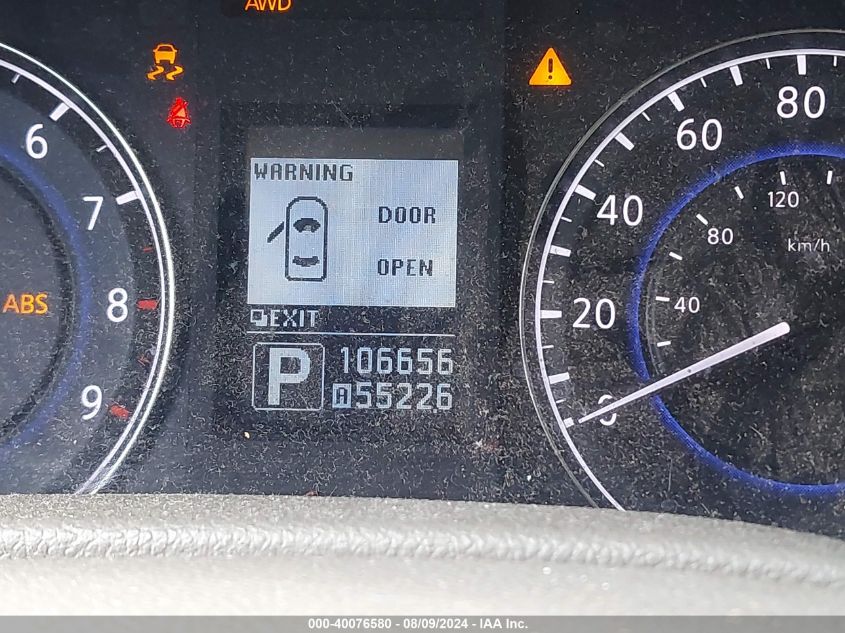 AWD
WARNING
DOOR
OPEN
EXIT
P
106656
A55226
ABS
6
7
8
9
0
20
40
60
80
40
80
120
km/h
000-40076580 - 08/09/2024 - IAA Inc.